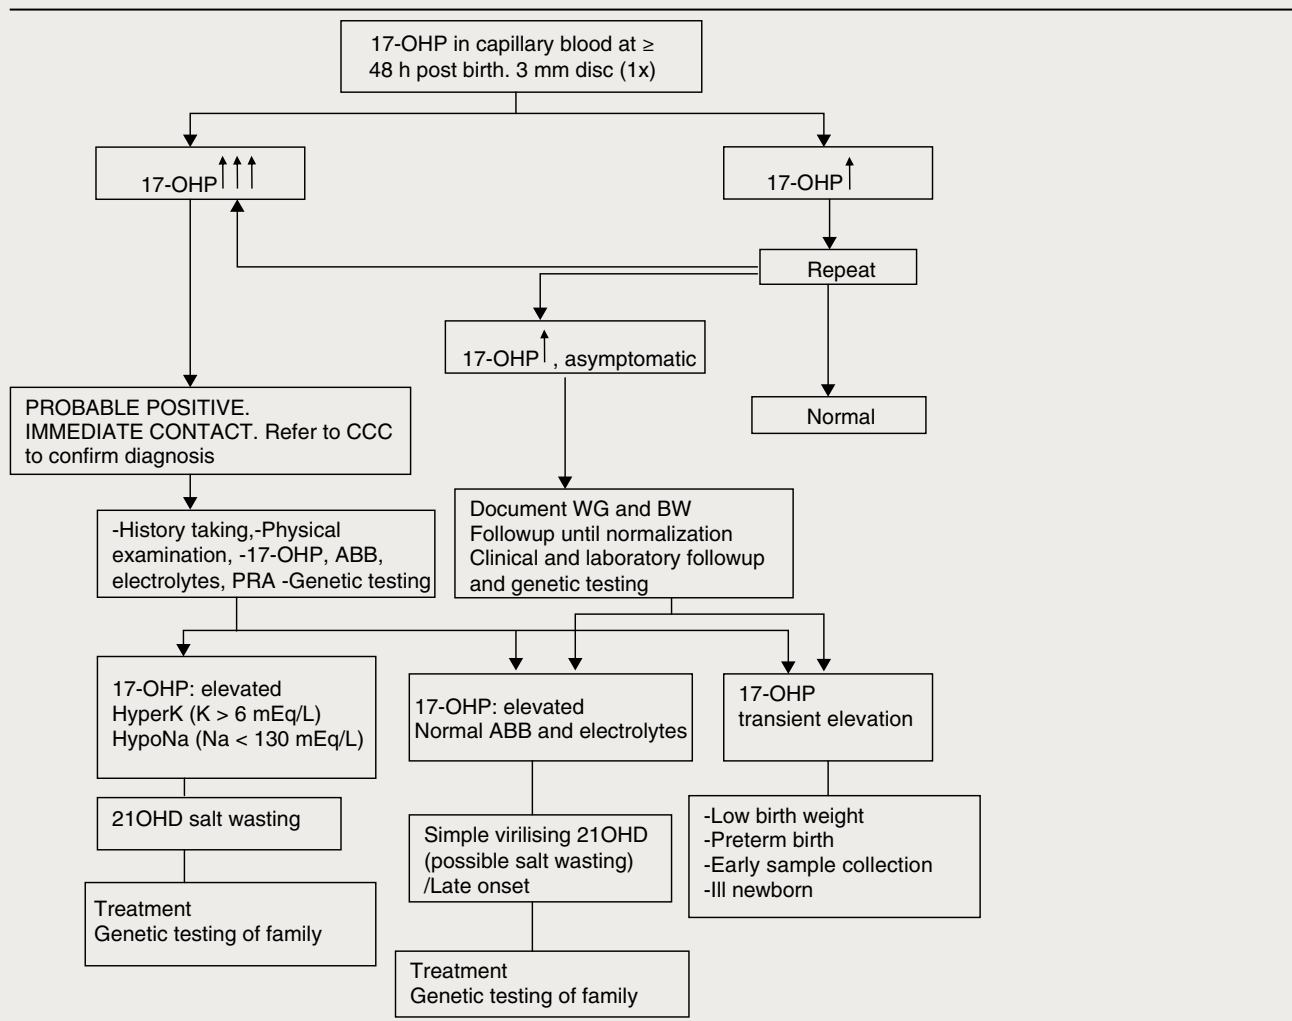 17-OHP in capillary blood at ≥
48 h post birth. 3 mm disc (1x)
17-OHP↑↑↑
17-OHP↑
Repeat
17-OHP↑, asymptomatic
Normal
PROBABLE POSITIVE.
IMMEDIATE CONTACT. Refer to CCC
to confirm diagnosis
-History taking,-Physical
examination, -17-OHP, ABB,
electrolytes, PRA -Genetic testing
Document WG and BW
Followup until normalization
Clinical and laboratory followup
and genetic testing
17-OHP: elevated
HyperK (K > 6 mEq/L)
HypoNa (Na < 130 mEq/L)
17-OHP: elevated
Normal ABB and electrolytes
17-OHP
transient elevation
21OHD salt wasting
Simple virilising 21OHD
(possible salt wasting)
/Late onset
-Low birth weight
-Preterm birth
-Early sample collection
-Ill newborn
Treatment
Genetic testing of family
Treatment
Genetic testing of family